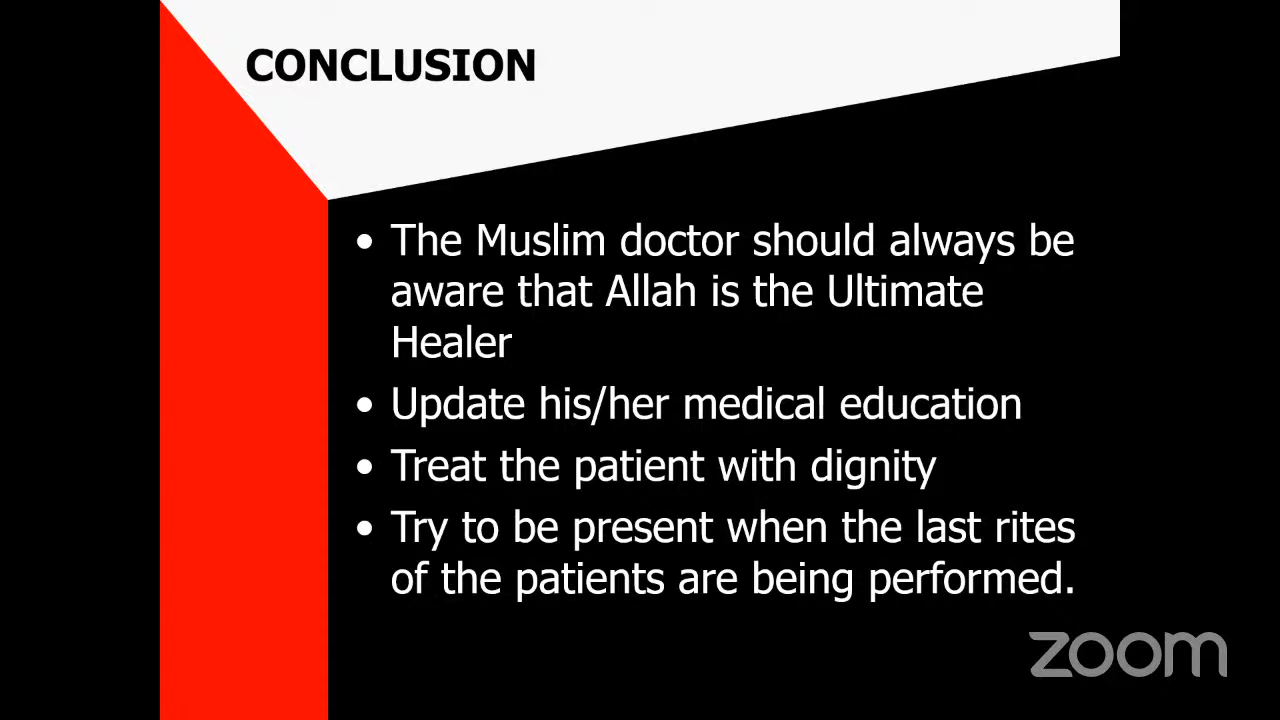 CONCLUSION
• The Muslim doctor should always be
aware that Allah is the Ultimate
Healer
• Update his/her medical education
• Treat the patient with dignity
• Try to be present when the last rites
of the patients are being performed.
zoom